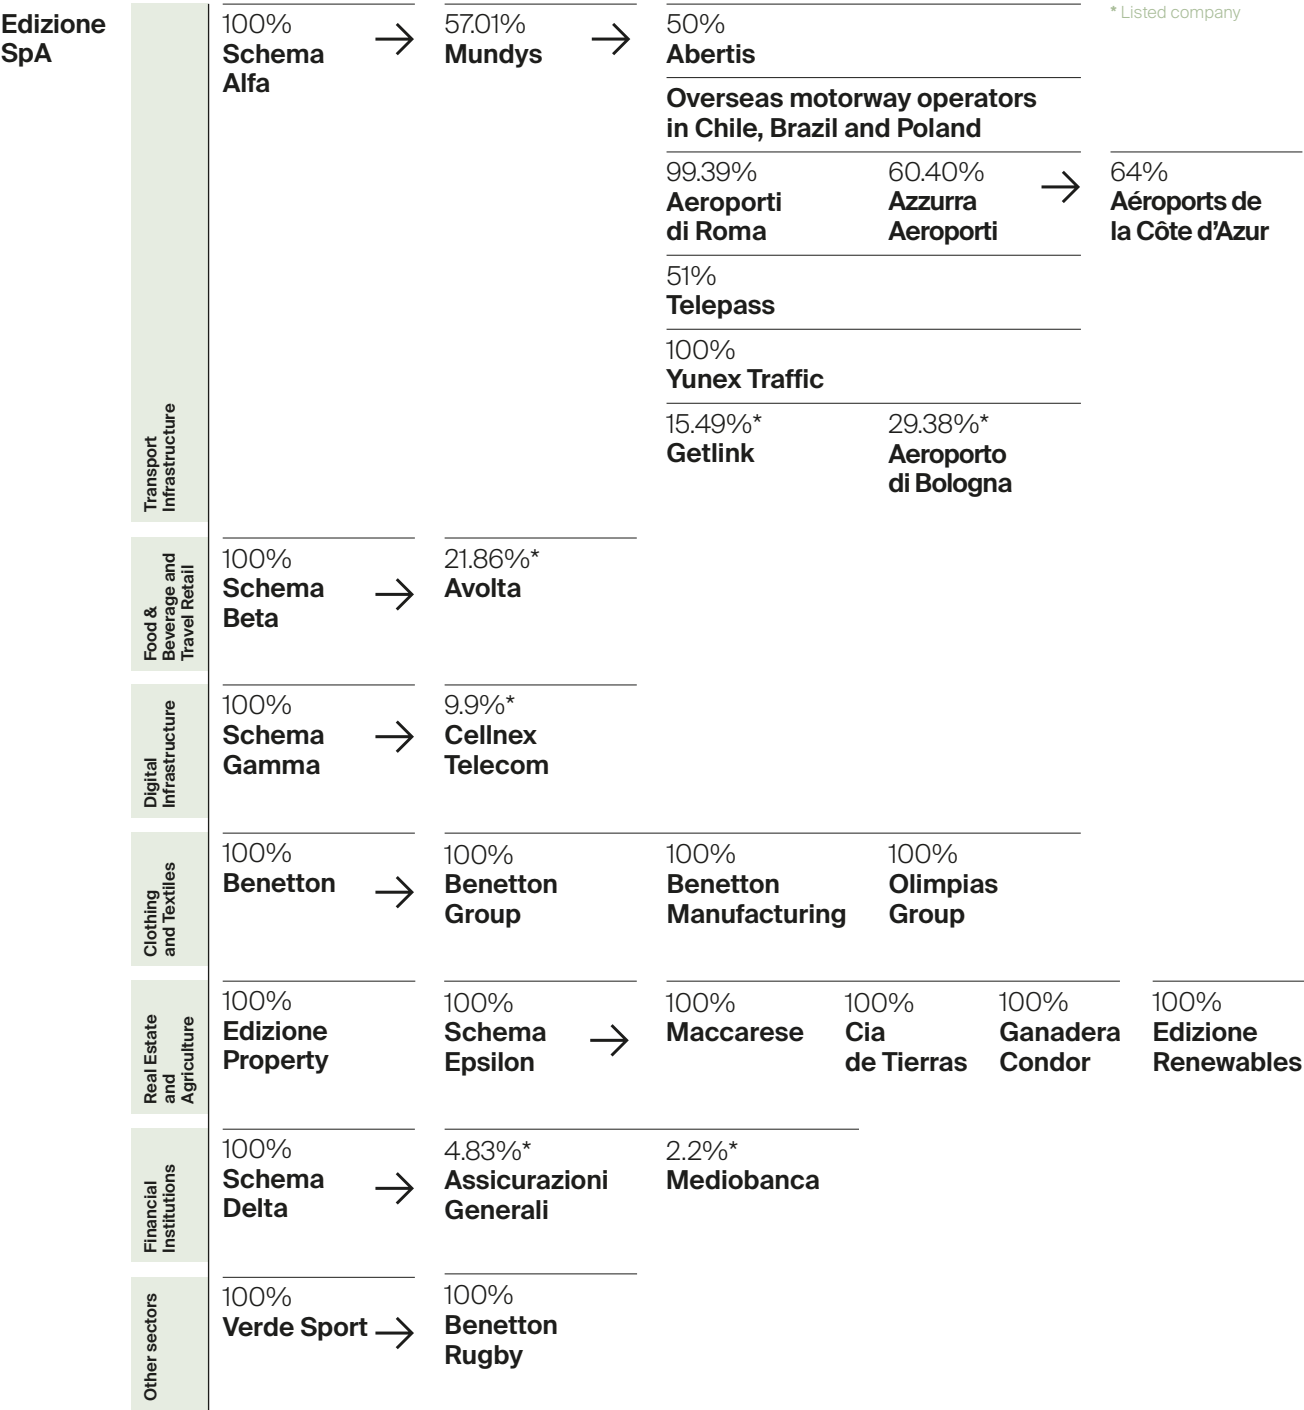 Edizione
SpA
* Listed company
Transport
Infrastructure
100%
Schema
Alfa
57.01%
Mundys
50%
Abertis
Overseas motorway operators
in Chile, Brazil and Poland
99.39%
Aeroporti
di Roma
60.40%
Azzurra
Aeroporti
64%
Aéroports de
la Côte d’Azur
51%
Telepass
100%
Yunex Traffic
15.49%*
Getlink
29.38%*
Aeroporto
di Bologna
Food &
Beverage and
Travel Retail
100%
Schema
Beta
21.86%*
Avolta
Digital
Infrastructure
100%
Schema
Gamma
9.9%*
Cellnex
Telecom
Clothing
and Textiles
100%
Benetton
100%
Benetton
Group
100%
Benetton
Manufacturing
100%
Olimpias
Group
Real Estate
and
Agriculture
100%
Edizione
Property
100%
Schema
Epsilon
100%
Maccarese
100%
Cia
de Tierras
100%
Ganadera
Condor
100%
Edizione
Renewables
Financial
Institutions
100%
Schema
Delta
4.83%*
Assicurazioni
Generali
2.2%*
Mediobanca
Other sectors
100%
Verde Sport
100%
Benetton
Rugby